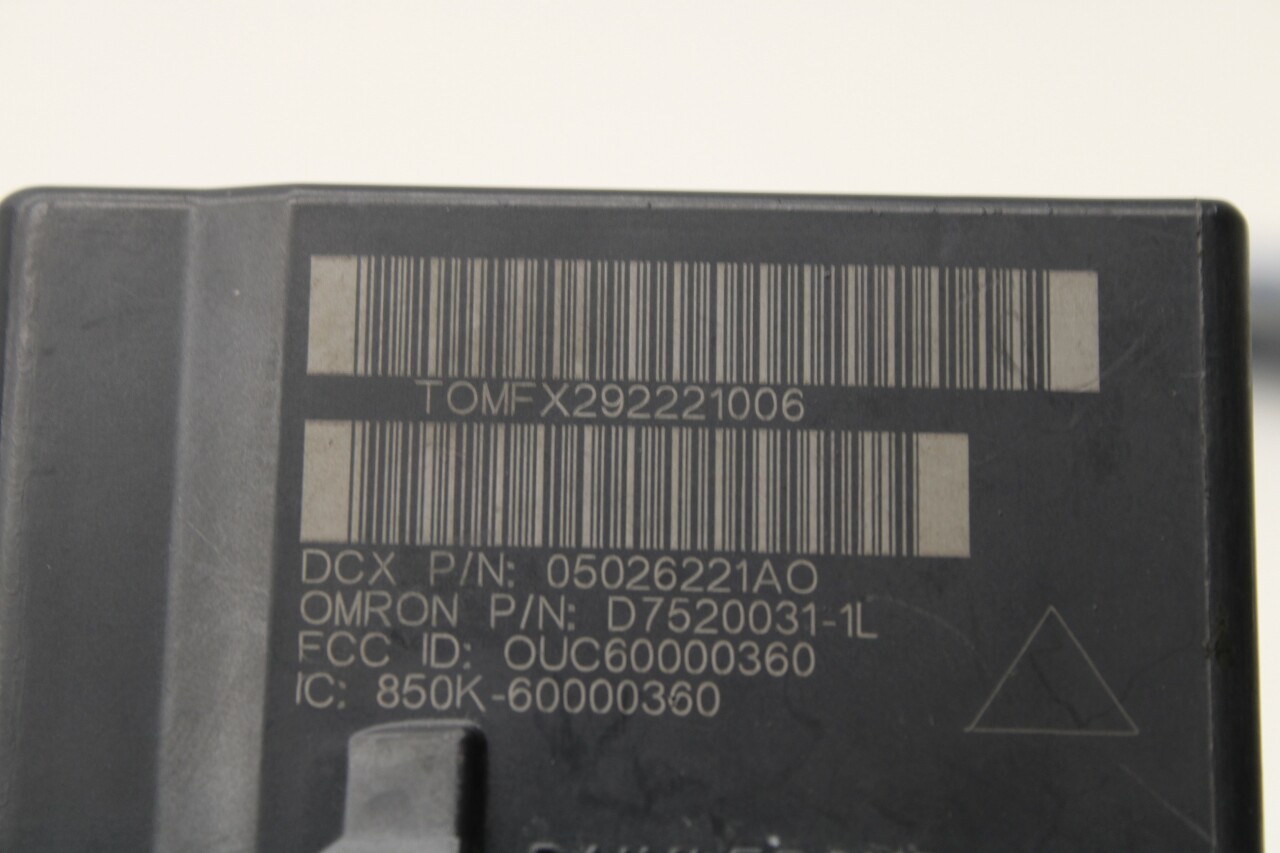 TOMFX292221006
DCX P/N: 05026221AO
OMRON P/N: D7520031-1L
FCC ID: OUC60000360
IC: 850K-60000360